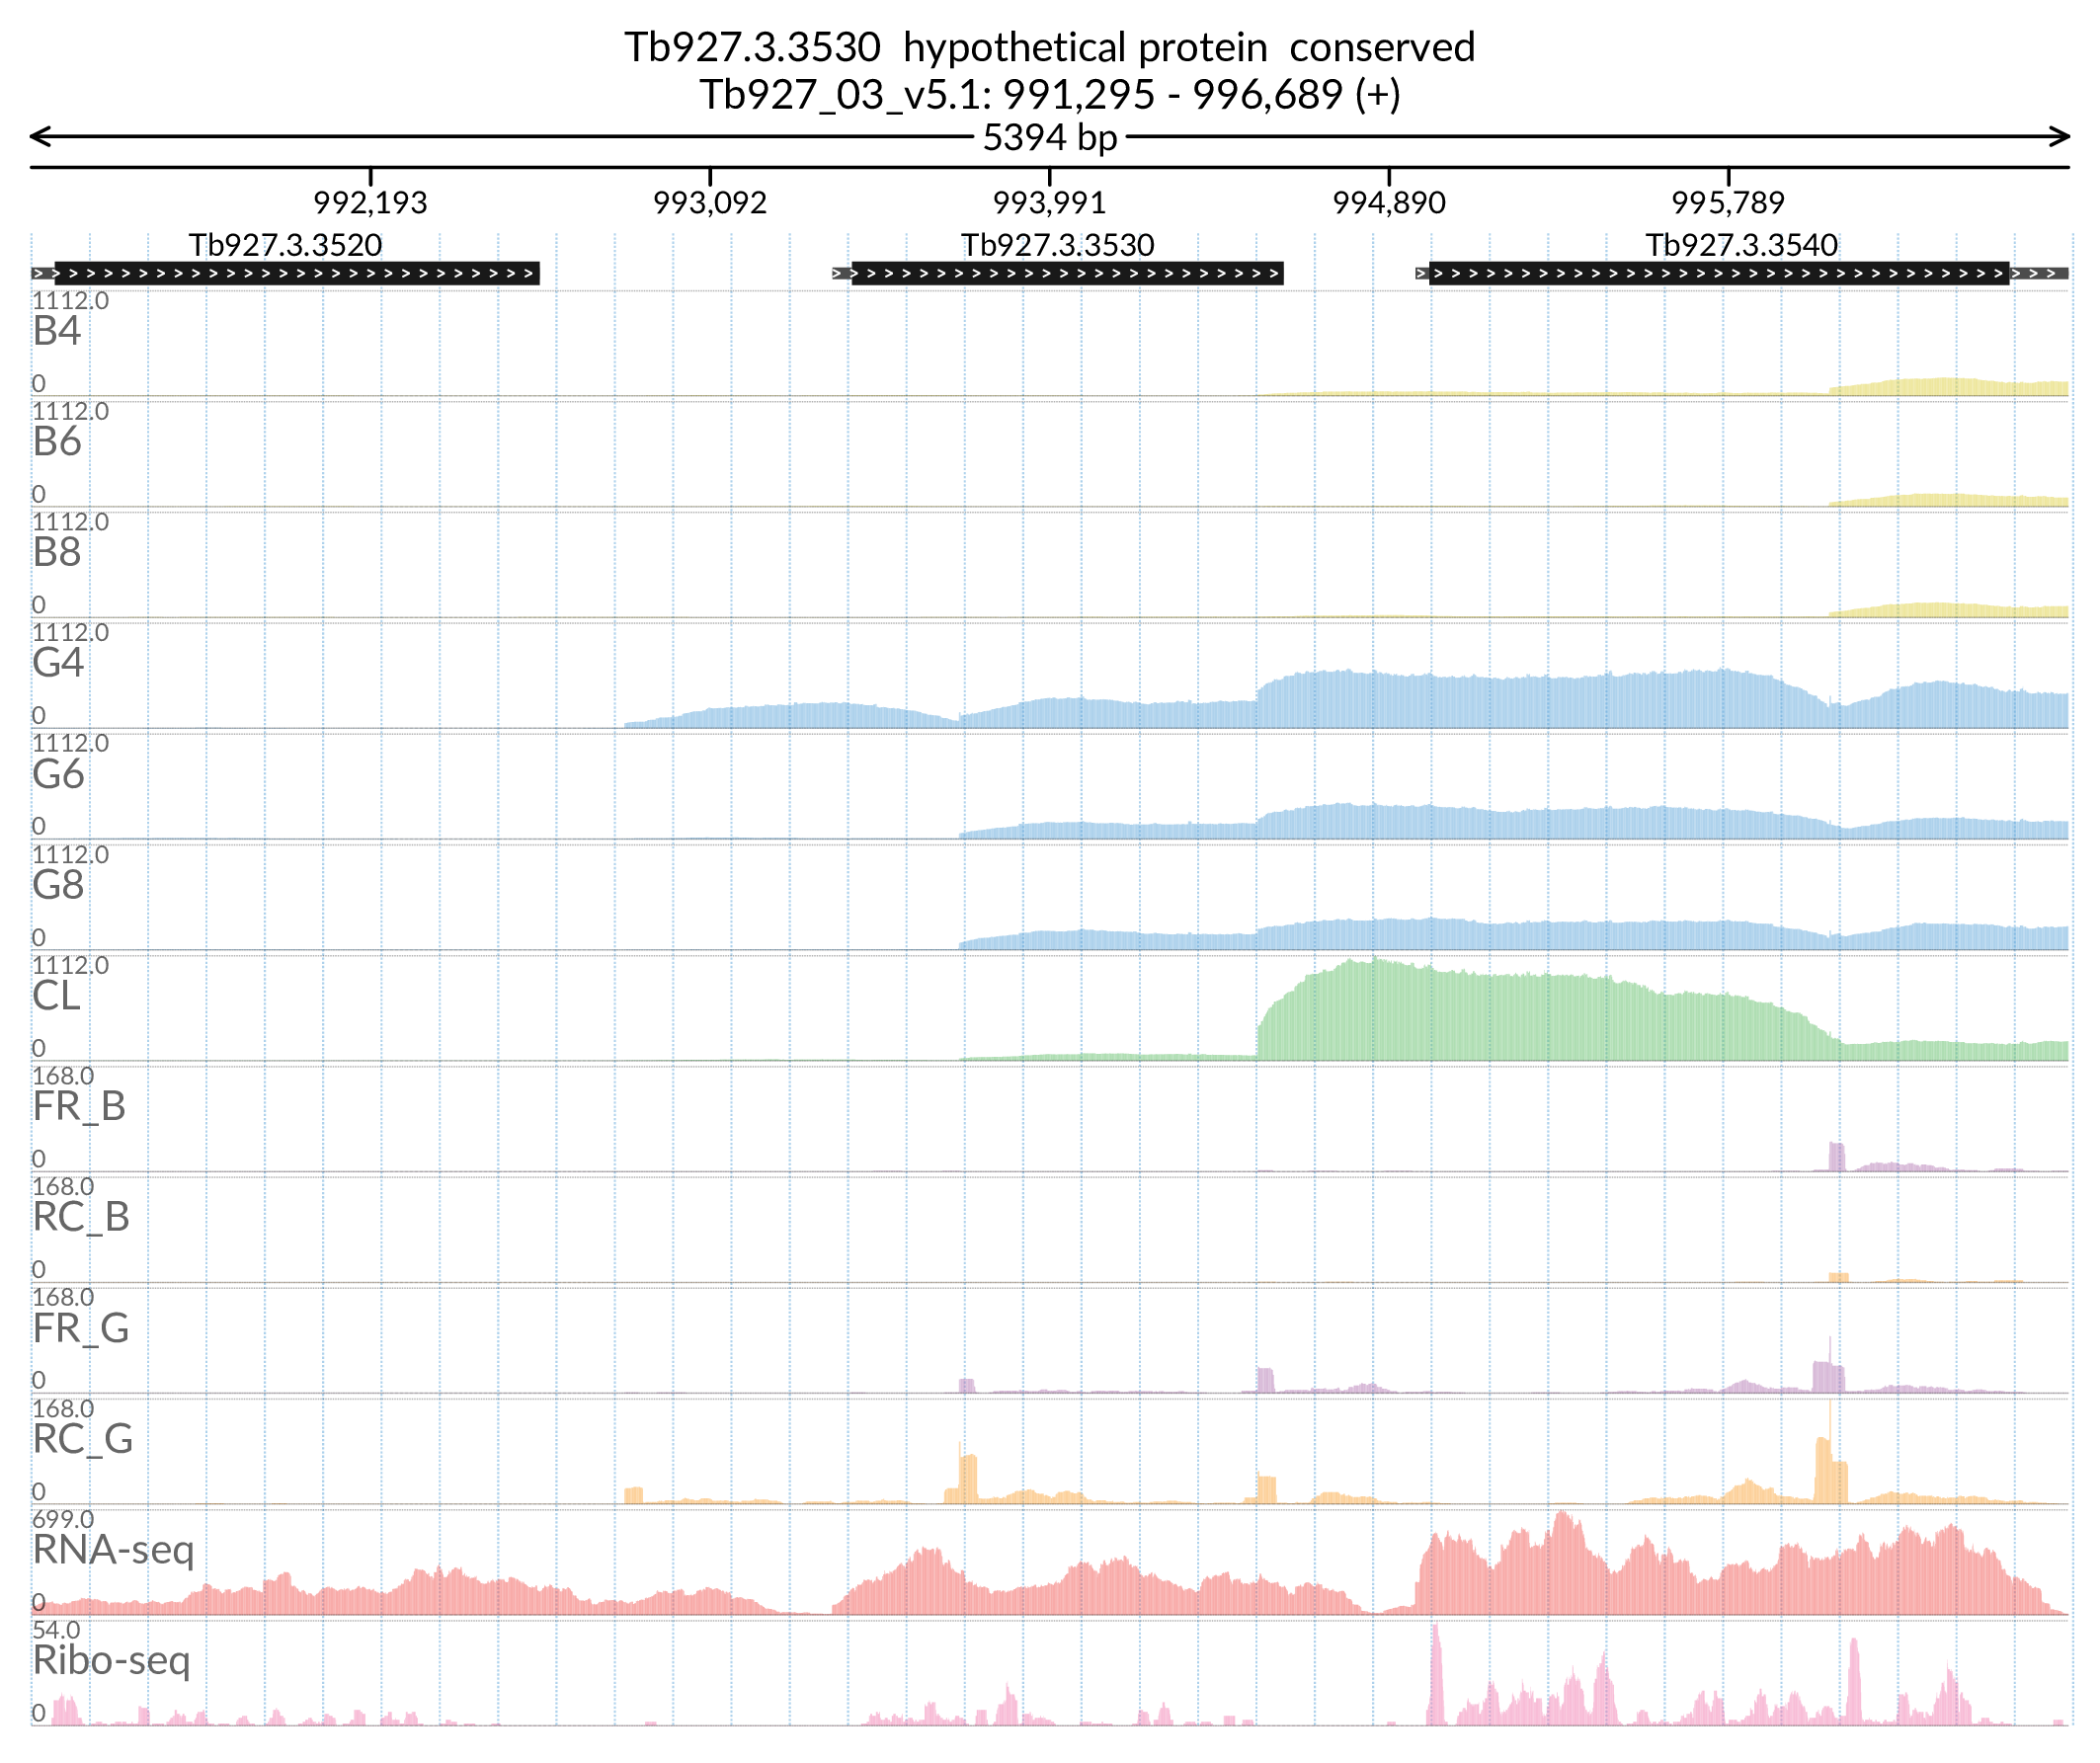 Tb927.3.3530  hypothetical protein  conserved
Tb927_03_v5.1: 991,295 - 996,689 (+)
5394 bp
992,193 993,092 993,991 994,890 995,789
Tb927.3.3520 Tb927.3.3530 Tb927.3.3540
1112.0
B4
0
1112.0
B6
0
1112.0
B8
0
1112.0
G4
0
1112.0
G6
0
1112.0
G8
0
1112.0
CL
0
168.0
FR_B
0
168.0
RC_B
0
168.0
FR_G
0
168.0
RC_G
0
699.0
RNA-seq
0
54.0
Ribo-seq
0